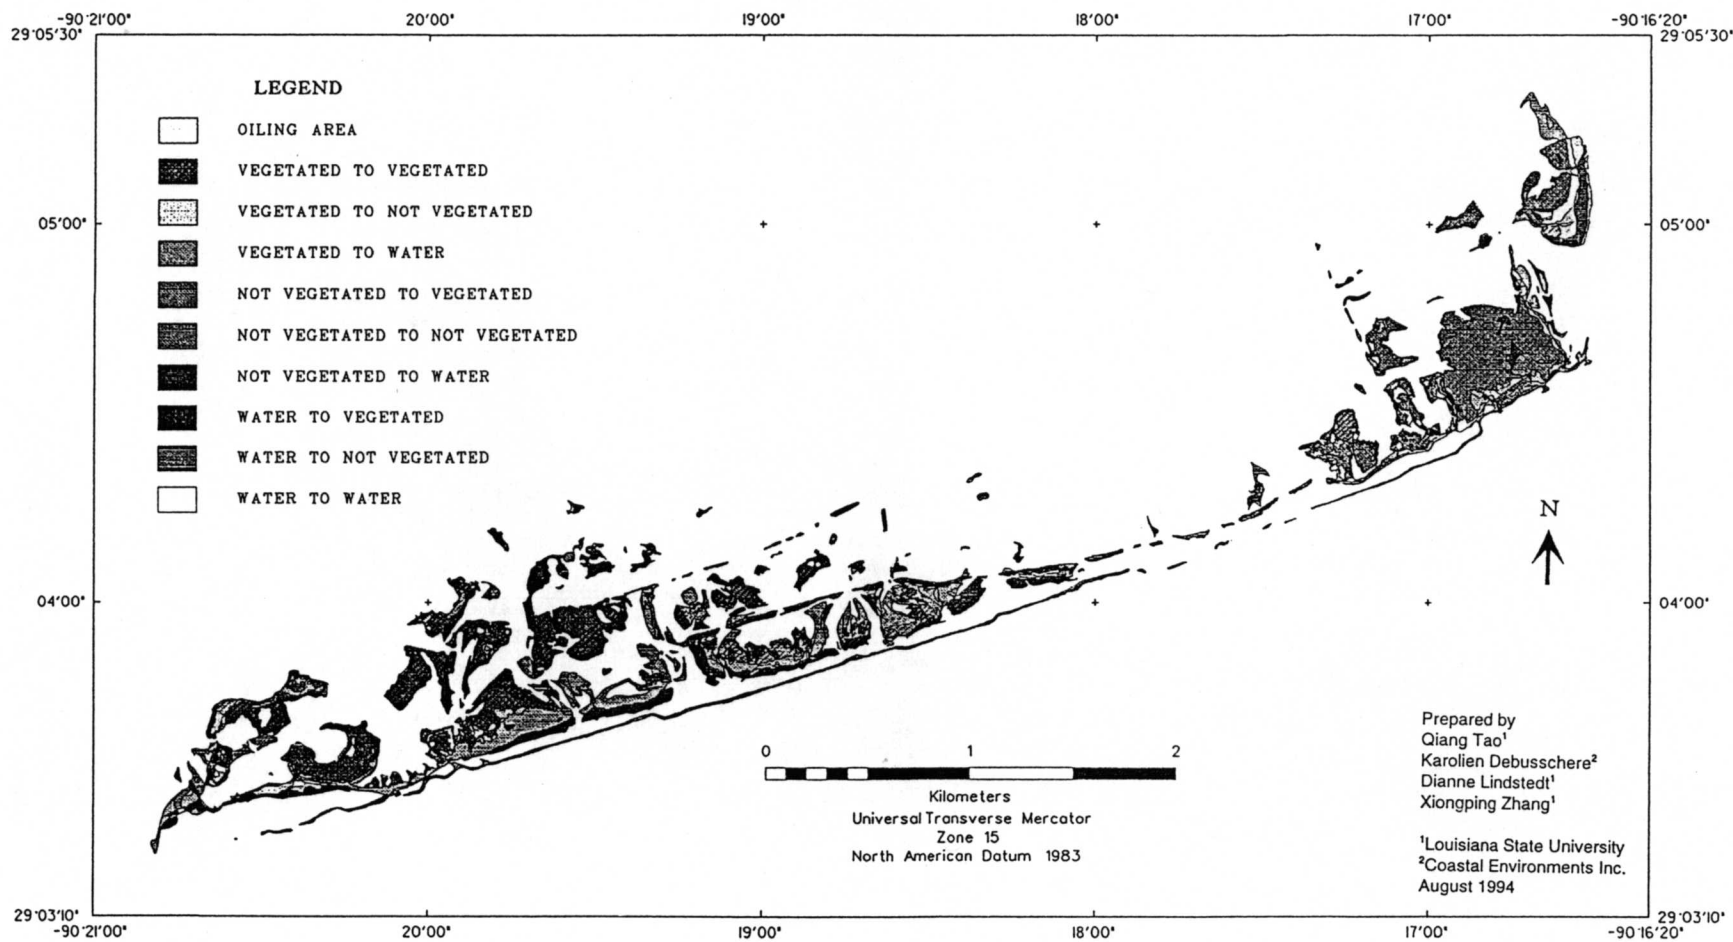 -90°21'00" 20'00" 19'00" 18'00" 17'00" -90°16'20"
29°05'30" 29°05'30"
LEGEND
OILING AREA
VEGETATED TO VEGETATED
VEGETATED TO NOT VEGETATED
05'00" 05'00"
VEGETATED TO WATER
NOT VEGETATED TO VEGETATED
NOT VEGETATED TO NOT VEGETATED
NOT VEGETATED TO WATER
WATER TO VEGETATED
WATER TO NOT VEGETATED
WATER TO WATER
N
04'00" 04'00"
0 1 2
Kilometers
Universal Transverse Mercator
Zone 15
North American Datum 1983
Prepared by
Qiang Tao¹
Karolien Debusschere²
Dianne Lindstedt¹
Xiongping Zhang¹
¹Louisiana State University
²Coastal Environments Inc.
August 1994
29°03'10" 29°03'10"
-90°21'00" 20'00" 19'00" 18'00" 17'00" -90°16'20"